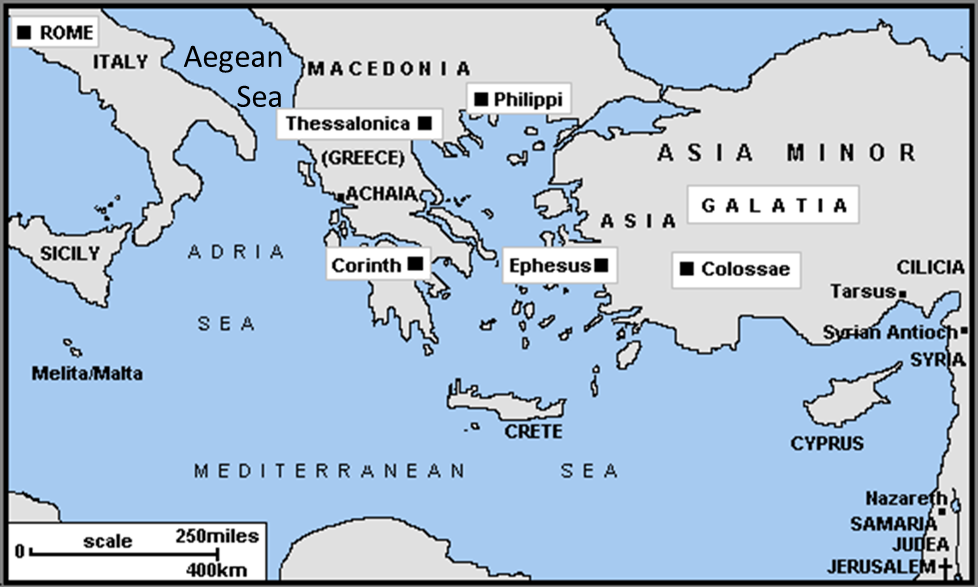 ROME
ITALY
Aegean
Sea
MACEDONIA
Philippi
Thessalonica
(GREECE)
ACHAIA
ASIA MINOR
GALATIA
ASIA
SICILY
ADRIA
SEA
Corinth
Ephesus
Colossae
CILICIA
Tarsus
Syrian Antioch
SYRIA
Melita/Malta
CRETE
CYPRUS
MEDITERRANEAN SEA
Nazareth
SAMARIA
JUDEA
JERUSALEM
scale 250miles
0
400km